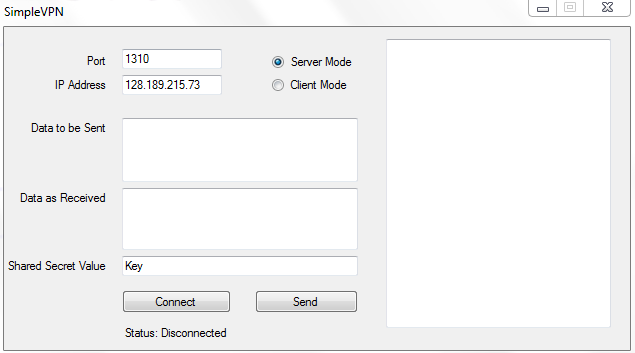 SimpleVPN
Port 1310 Server Mode
IP Address 128.189.215.73 Client Mode
Data to be Sent
Data as Received
Shared Secret Value Key
Connect Send
Status: Disconnected